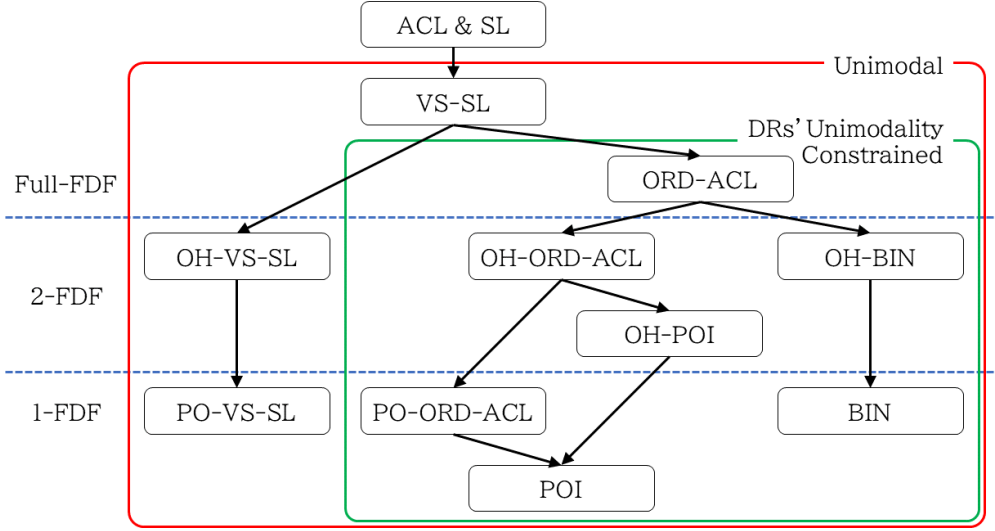 ACL & SL
Unimodal
VS-SL
DRs' Unimodality
Constrained
Full-FDF
ORD-ACL
OH-VS-SL
OH-ORD-ACL
OH-BIN
2-FDF
OH-POI
1-FDF
PO-VS-SL
PO-ORD-ACL
BIN
POI